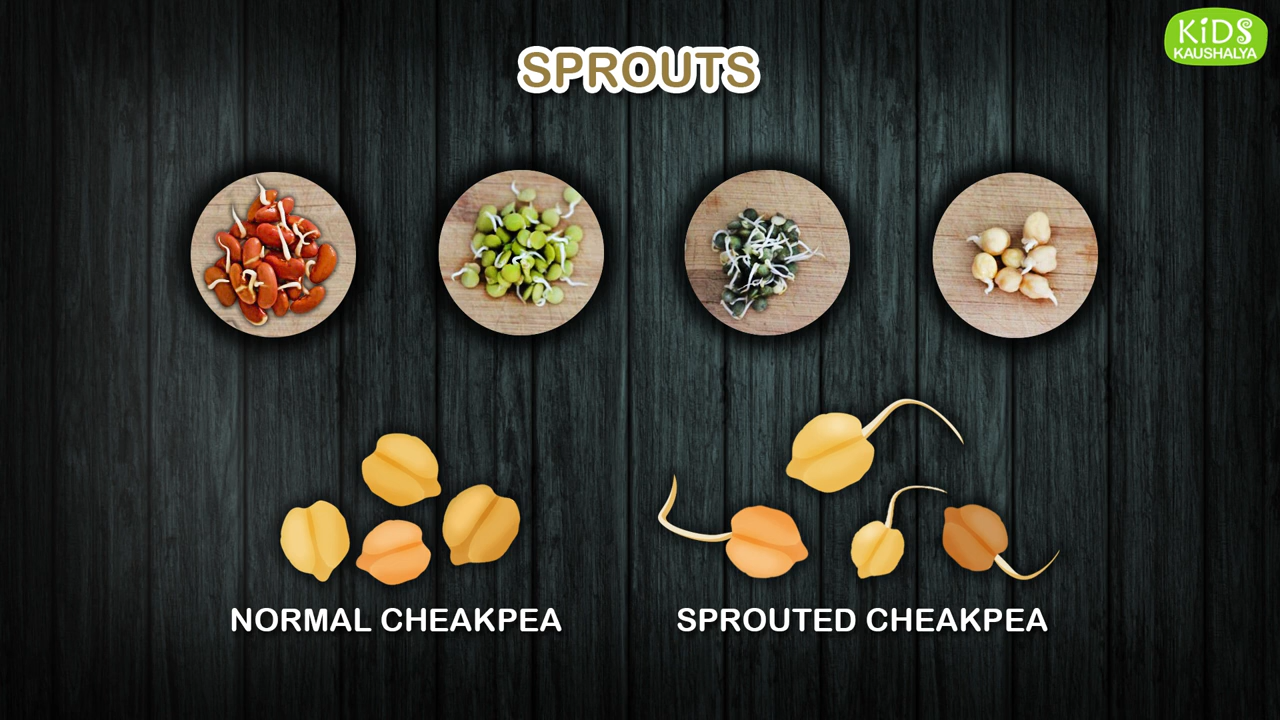 KiDS
KAUSHALYA
SPROUTS
NORMAL CHEAKPEA
SPROUTED CHEAKPEA